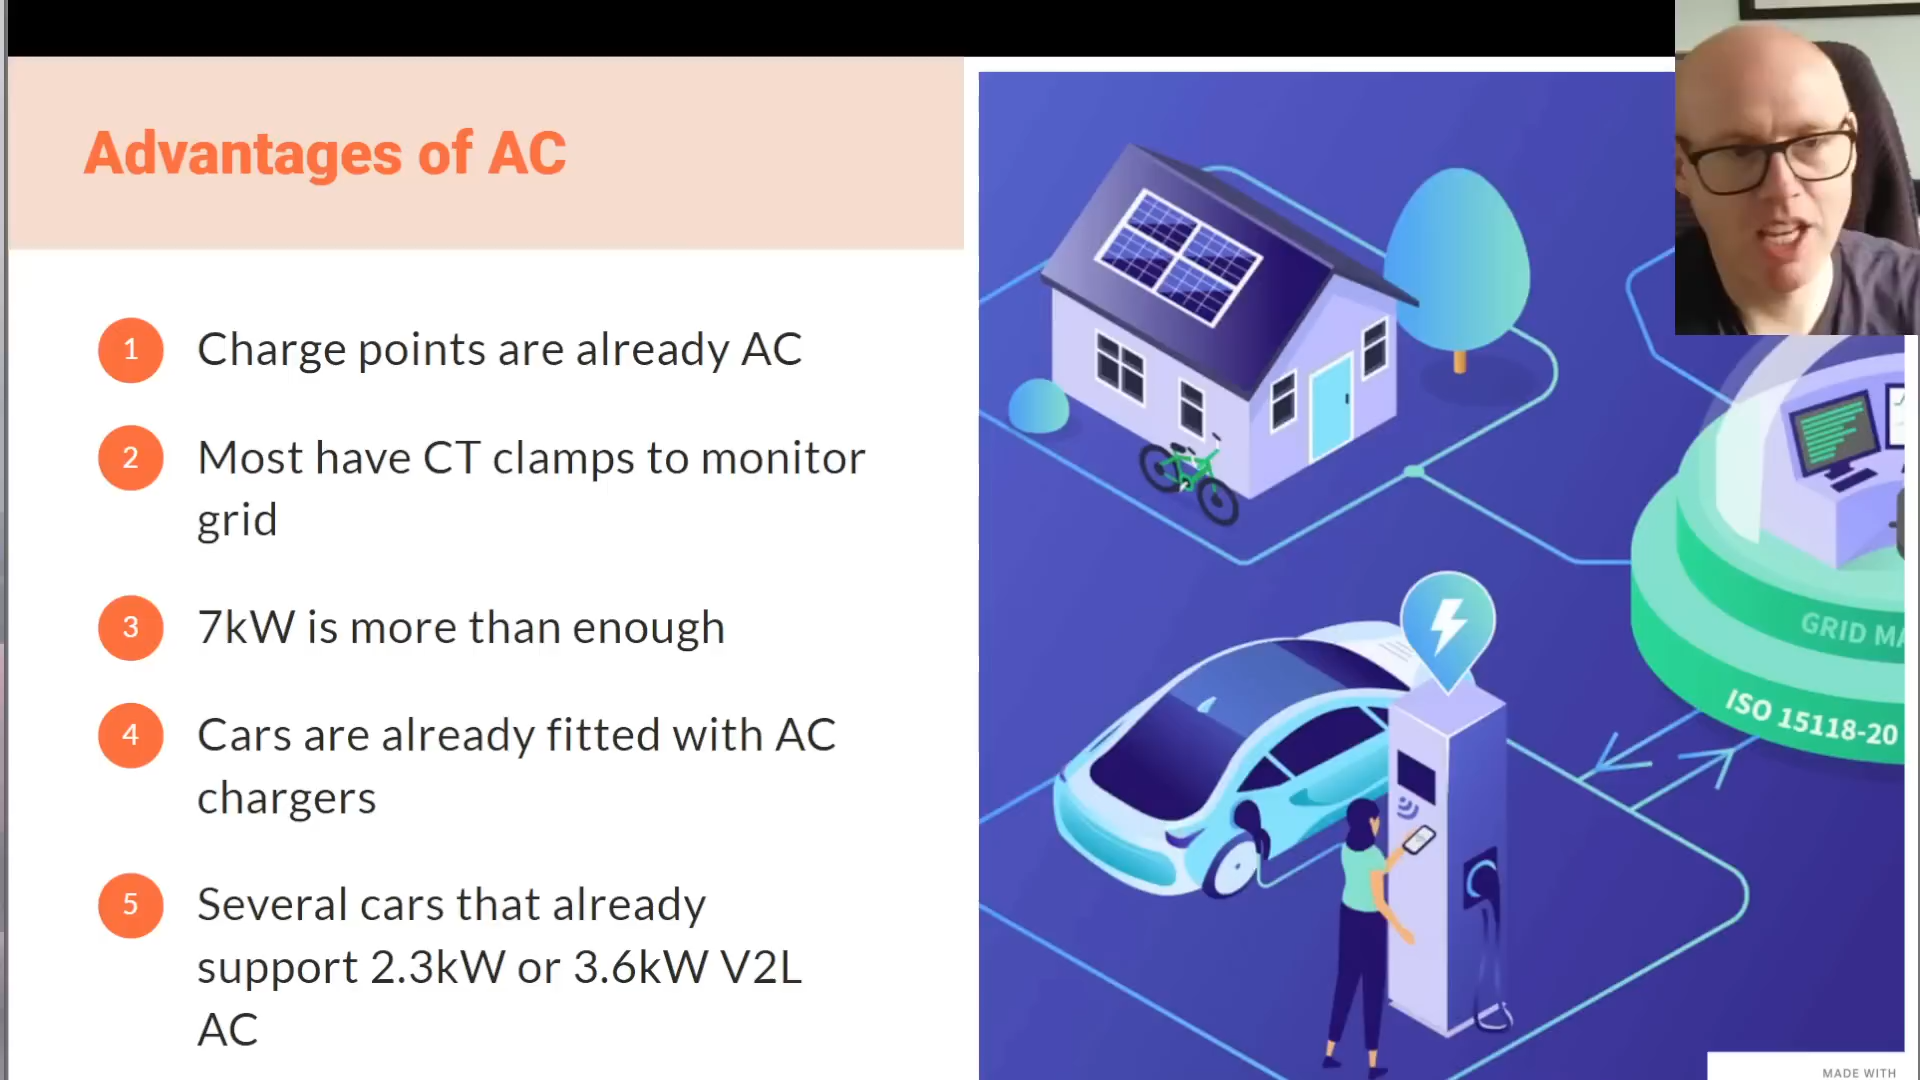 Advantages of AC
1 Charge points are already AC
2 Most have CT clamps to monitor
grid
3 7kW is more than enough
4 Cars are already fitted with AC
chargers
5 Several cars that already
support 2.3kW or 3.6kW V2L
AC
GRID
ISO 15118-20
MADE WITH